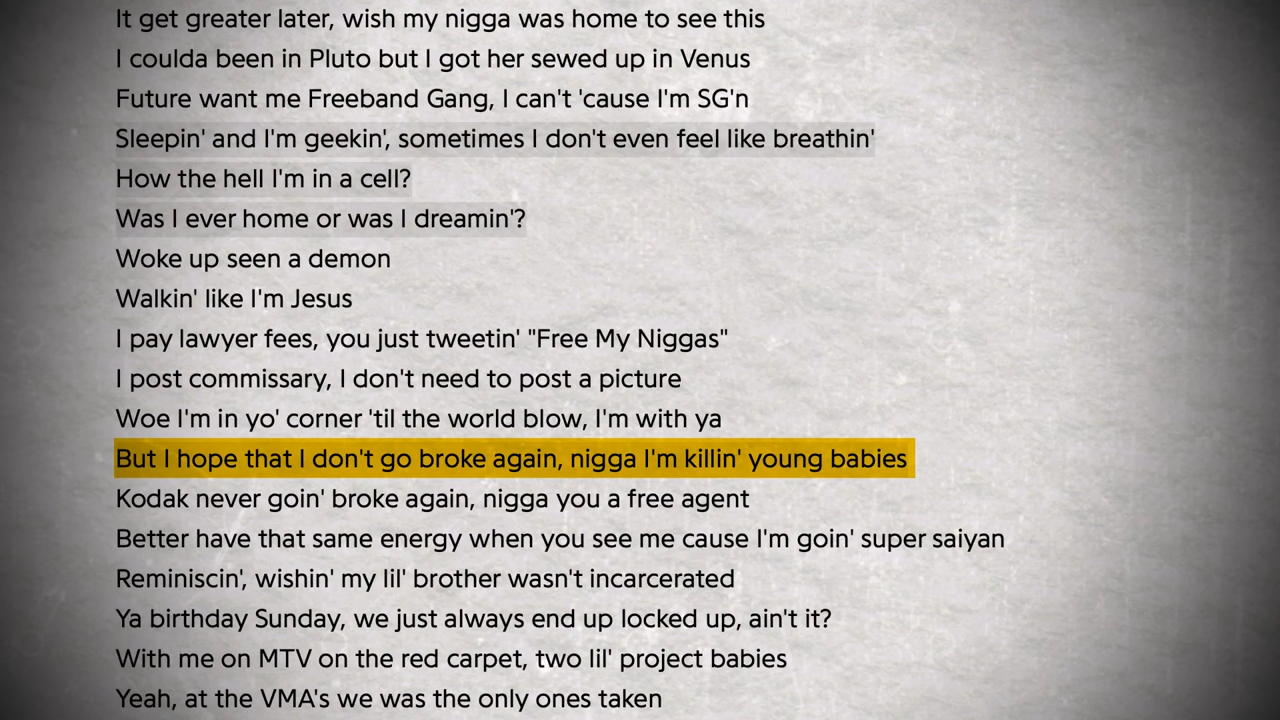 It get greater later, wish my nigga was home to see this
I coulda been in Pluto but I got her sewed up in Venus
Future want me Freeband Gang, I can't 'cause I'm SG'n
Sleepin' and I'm geekin', sometimes I don't even feel like breathin'
How the hell I'm in a cell?
Was I ever home or was I dreamin'?
Woke up seen a demon
Walkin' like I'm Jesus
I pay lawyer fees, you just tweetin' "Free My Niggas"
I post commissary, I don't need to post a picture
Woe I'm in yo' corner 'til the world blow, I'm with ya
But I hope that I don't go broke again, nigga I'm killin' young babies
Kodak never goin' broke again, nigga you a free agent
Better have that same energy when you see me cause I'm goin' super saiyan
Reminiscin', wishin' my lil' brother wasn't incarcerated
Ya birthday Sunday, we just always end up locked up, ain't it?
With me on MTV on the red carpet, two lil' project babies
Yeah, at the VMA's we was the only ones taken